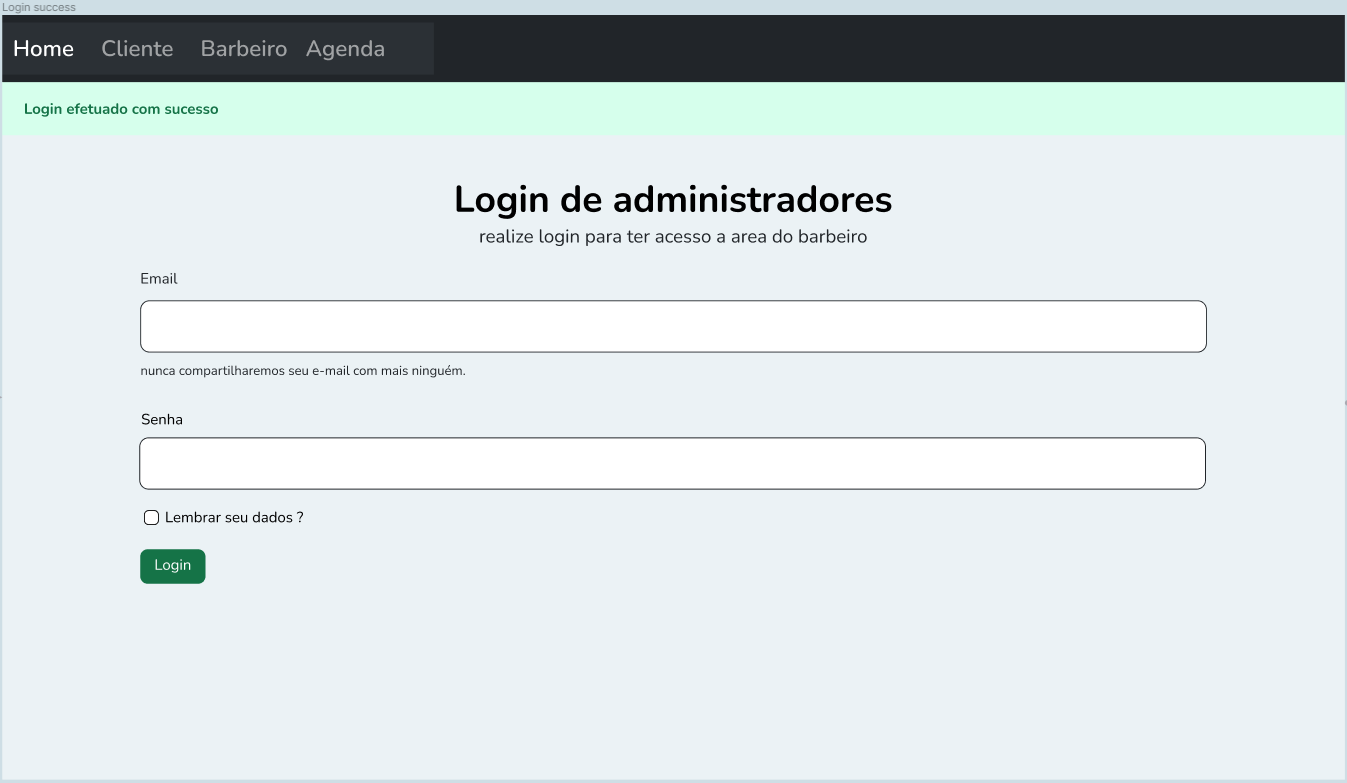 Login success
Home Cliente Barbeiro Agenda
Login efetuado com sucesso
Login de administradores
realize login para ter acesso a area do barbeiro
Email
nunca compartilharemos seu e-mail com mais ninguém.
Senha
Lembrar seu dados ?
Login